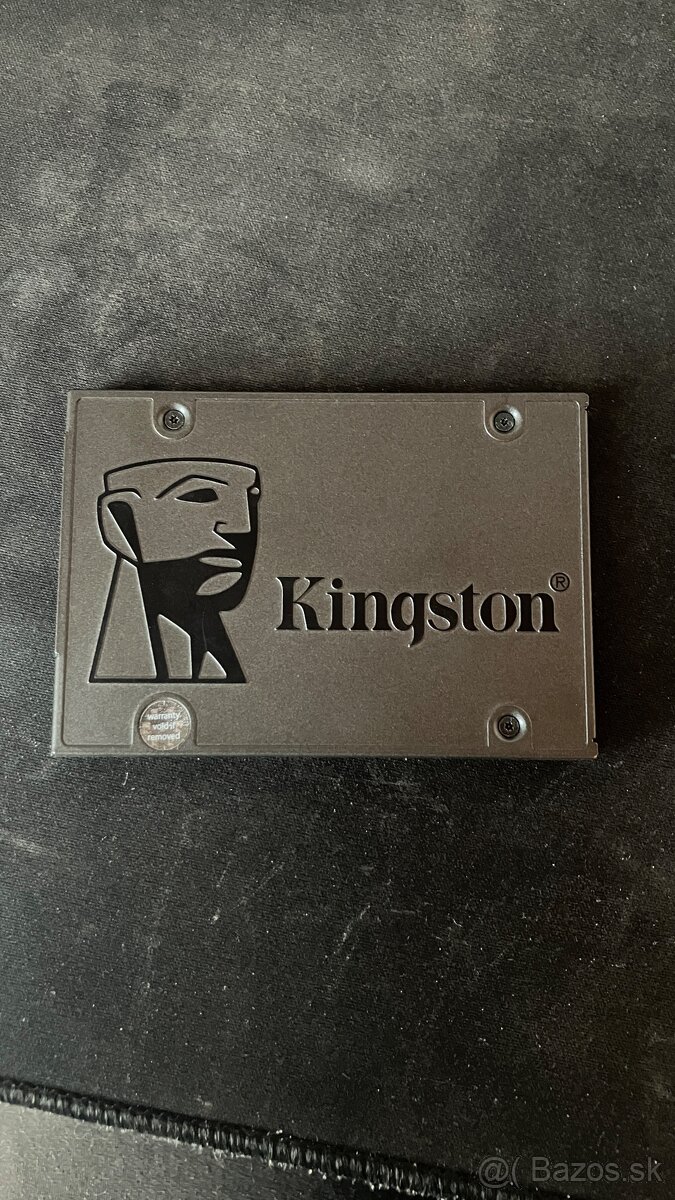 Kingston®
warranty
void if
removed
@( Bazos.sk